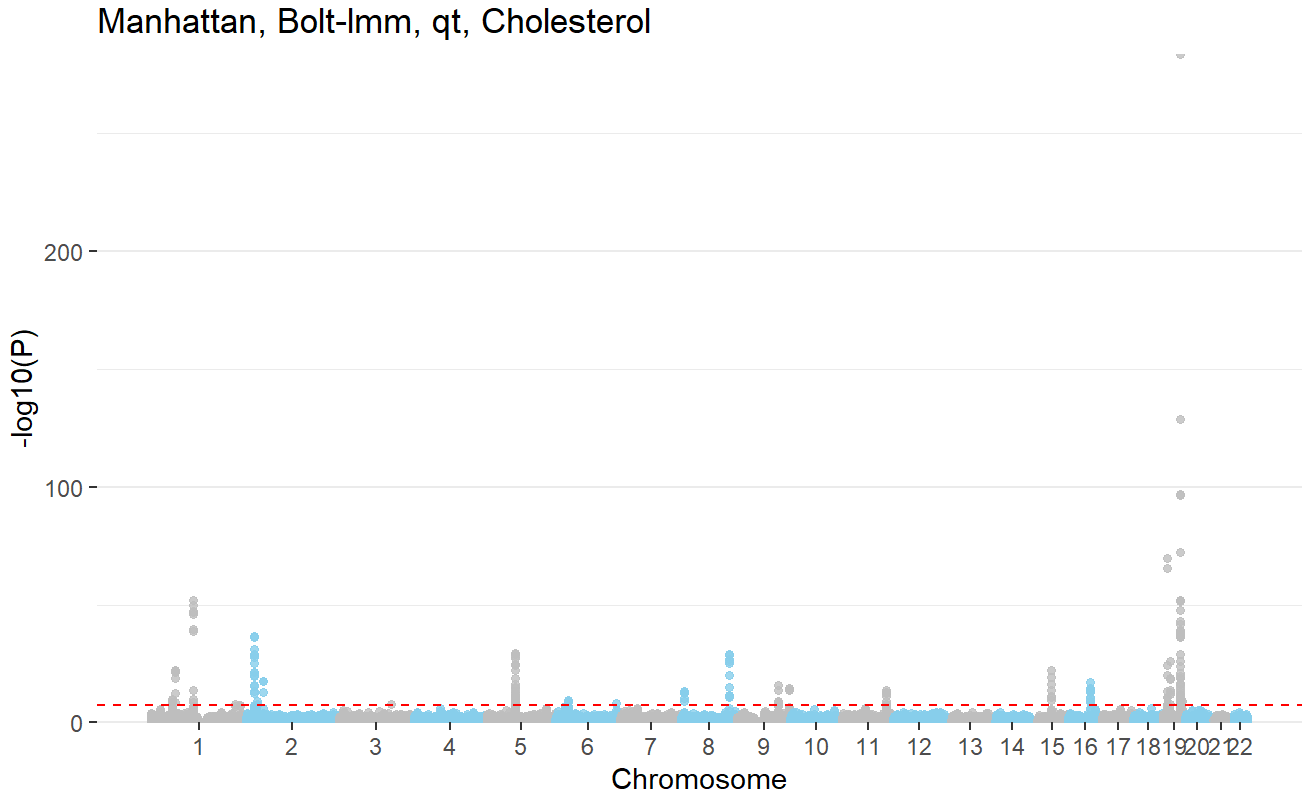 Manhattan, Bolt-lmm, qt, Cholesterol
200
100
0
-log10(P)
1 2 3 4 5 6 7 8 9 10 11 12 13 14 15 16 17 18 19 20 21 22
Chromosome